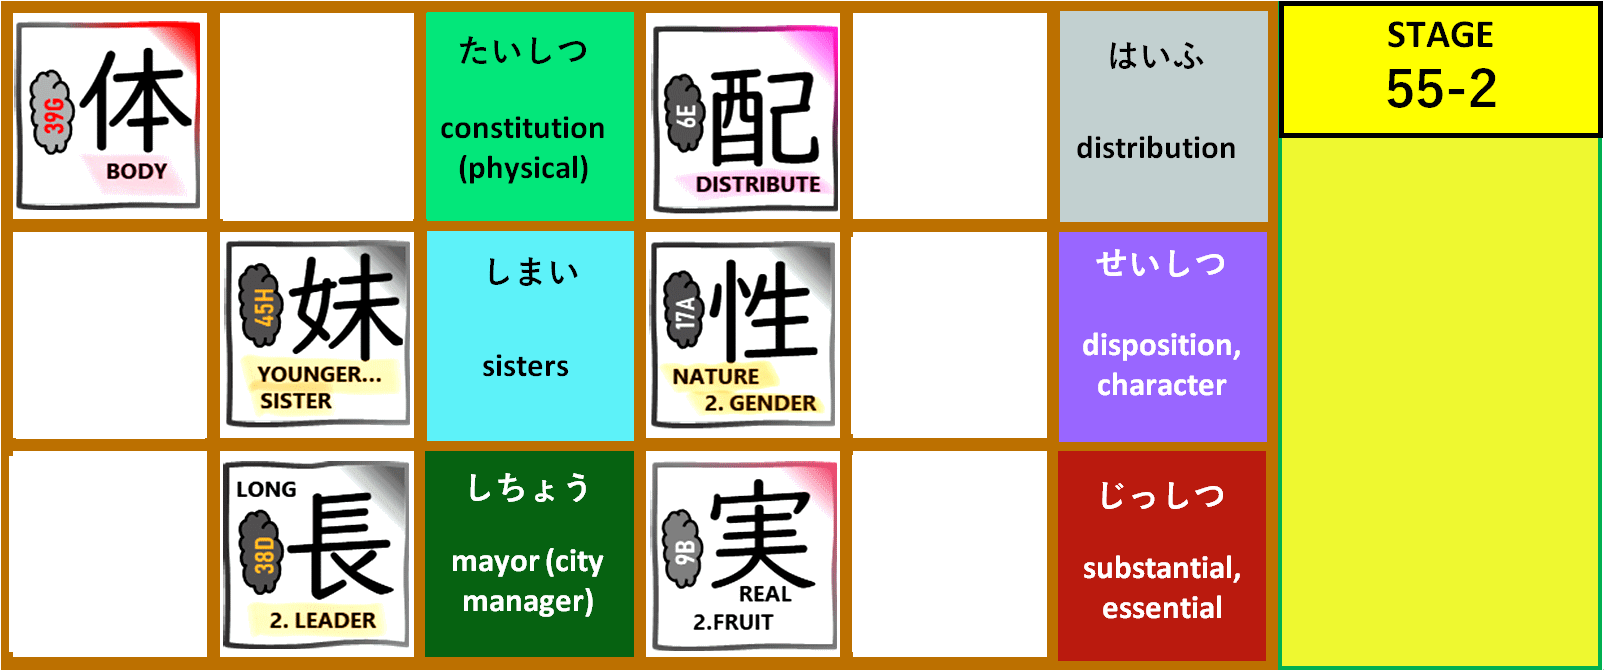 39G
体
BODY
たいしつ
constitution
(physical)
6E
配
DISTRIBUTE
はいふ
distribution
STAGE
55-2
45H
妹
YOUNGER...
SISTER
しまい
sisters
17A
性
NATURE
2. GENDER
せいしつ
disposition,
character
LONG
38D
長
2. LEADER
しちょう
mayor (city
manager)
9B
実
REAL
2.FRUIT
じっしつ
substantial,
essential